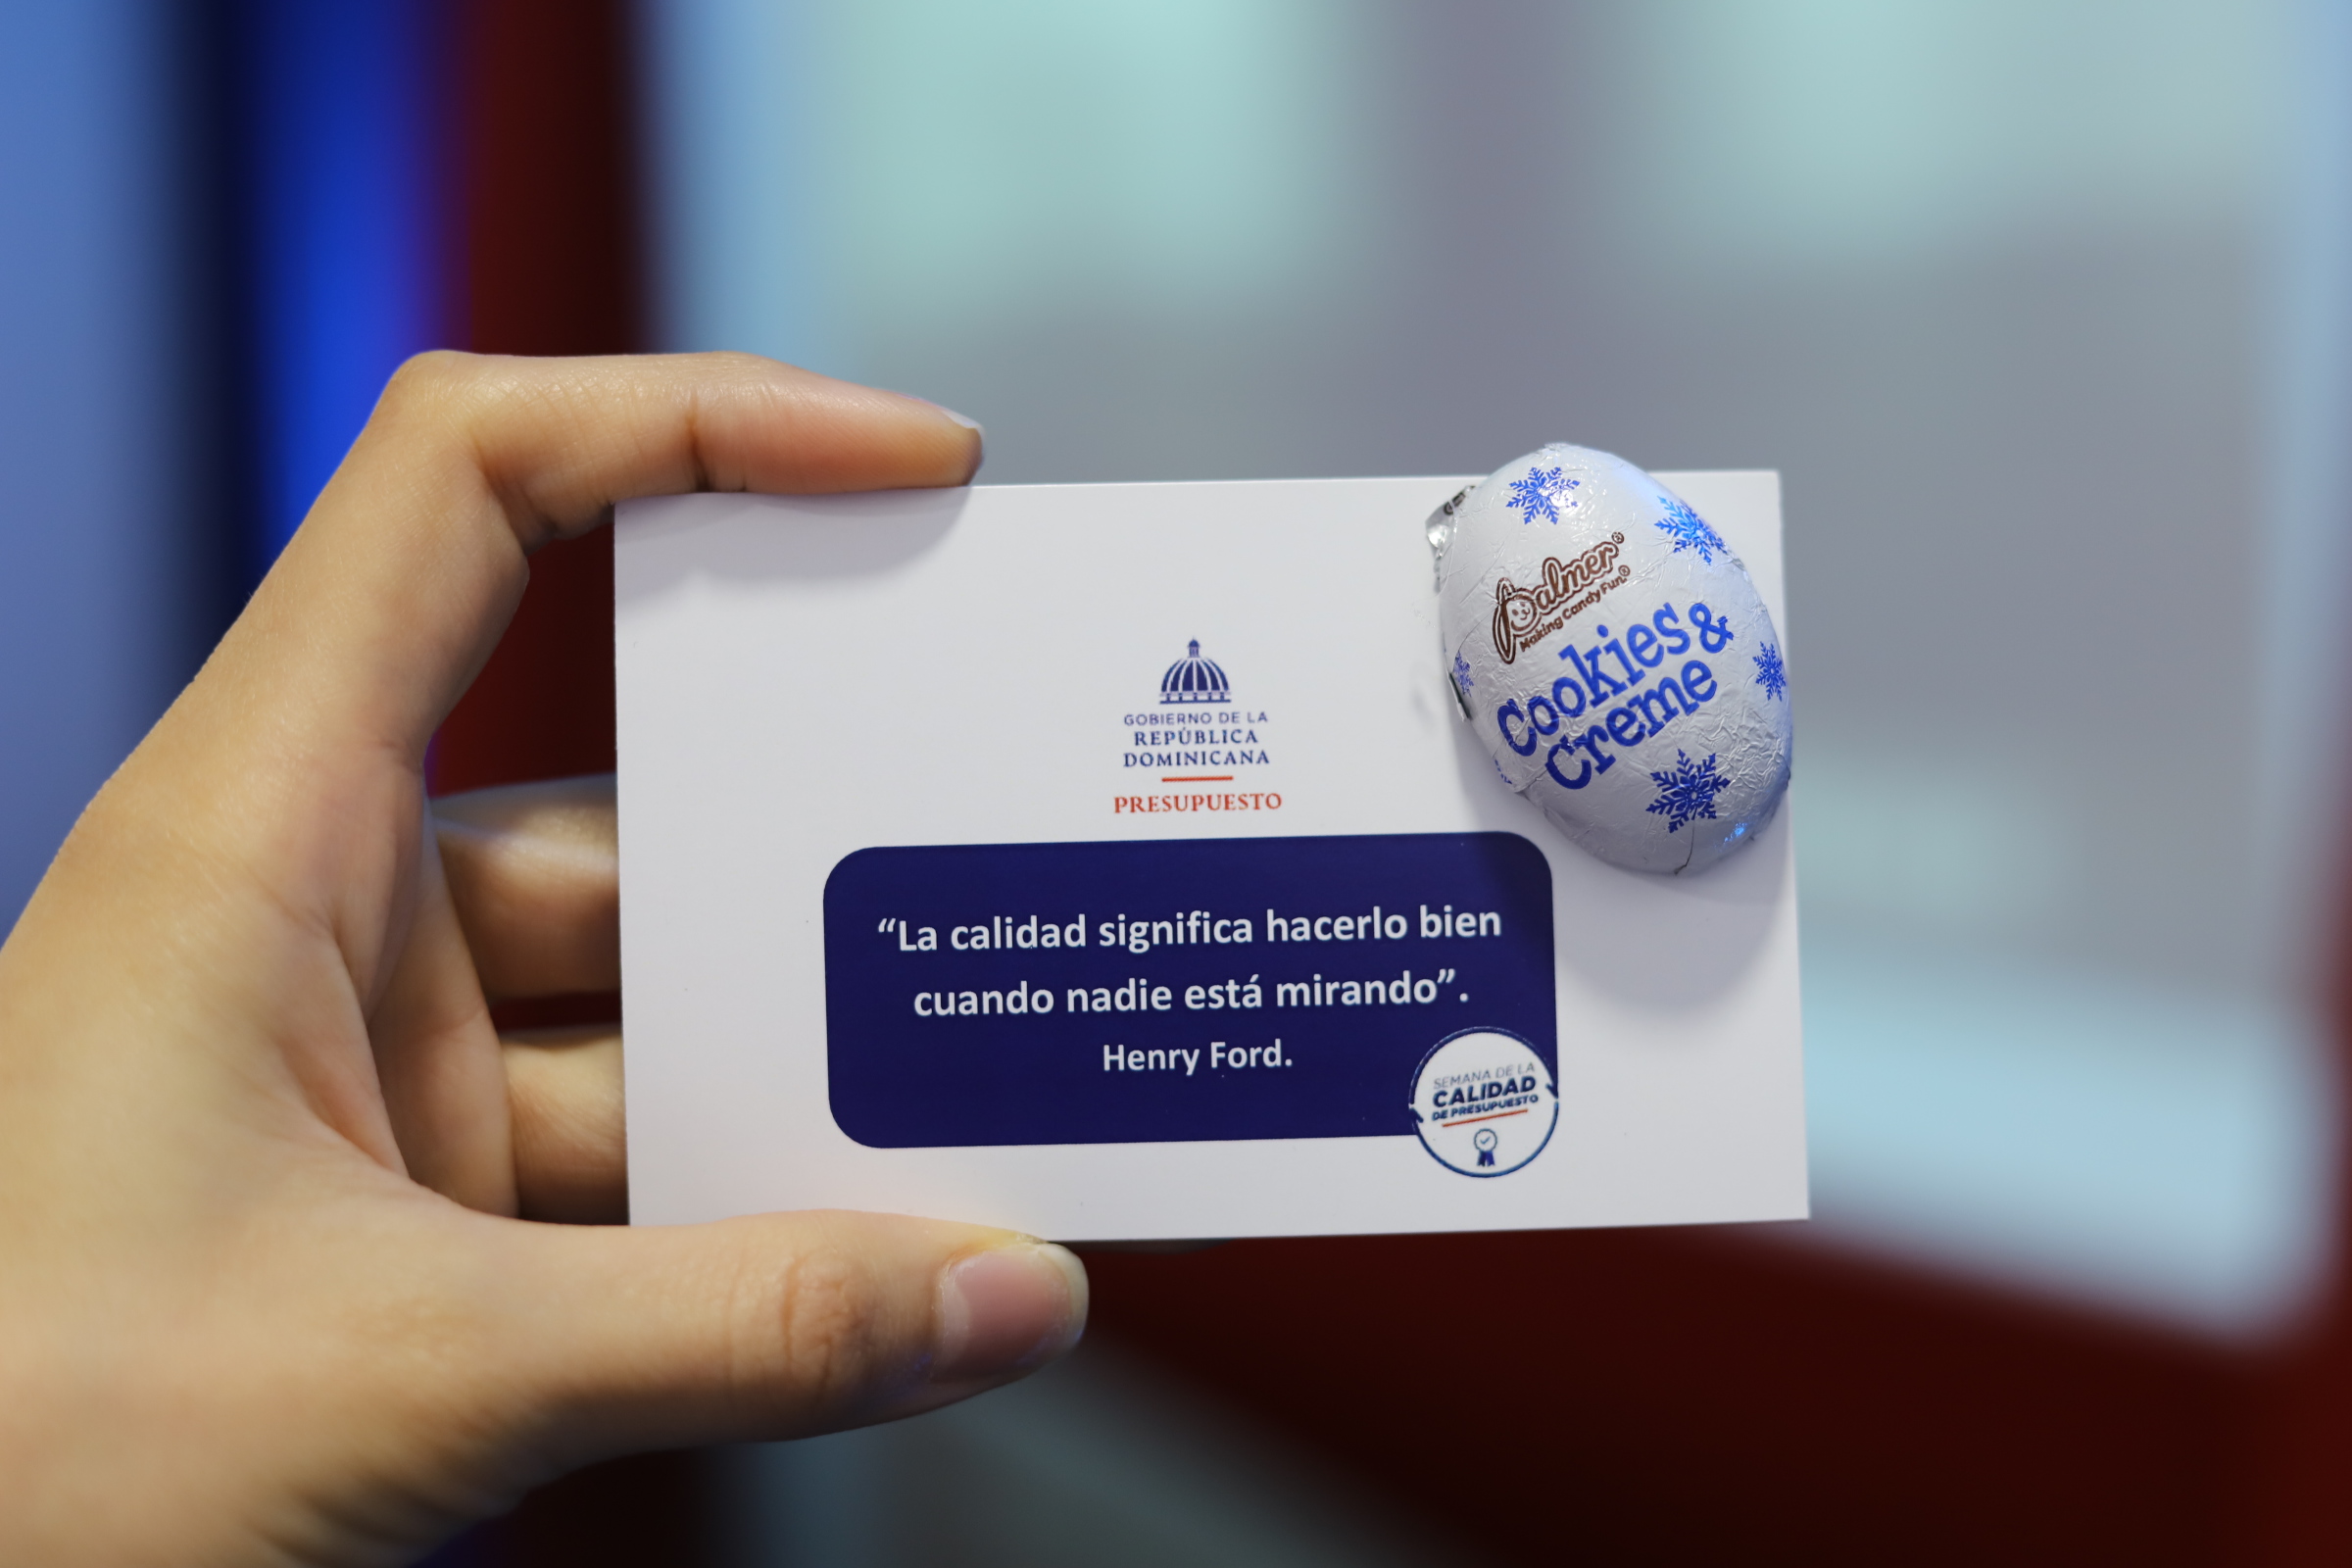 Palmer®
Making Candy Fun®
Cookies &
Creme
GOBIERNO DE LA
REPÚBLICA
DOMINICANA
PRESUPUESTO
“La calidad significa hacerlo bien
cuando nadie está mirando”.
Henry Ford.
SEMANA DE LA
CALIDAD
DE PRESUPUESTO